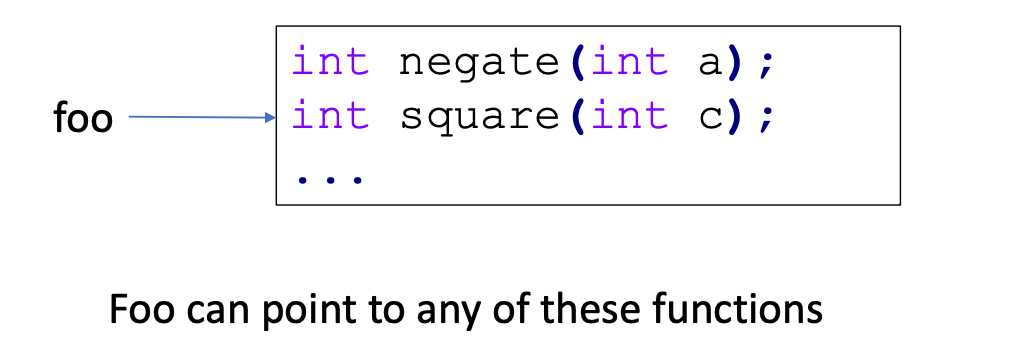 int negate(int a);
foo
int square(int c);
...
Foo can point to any of these functions